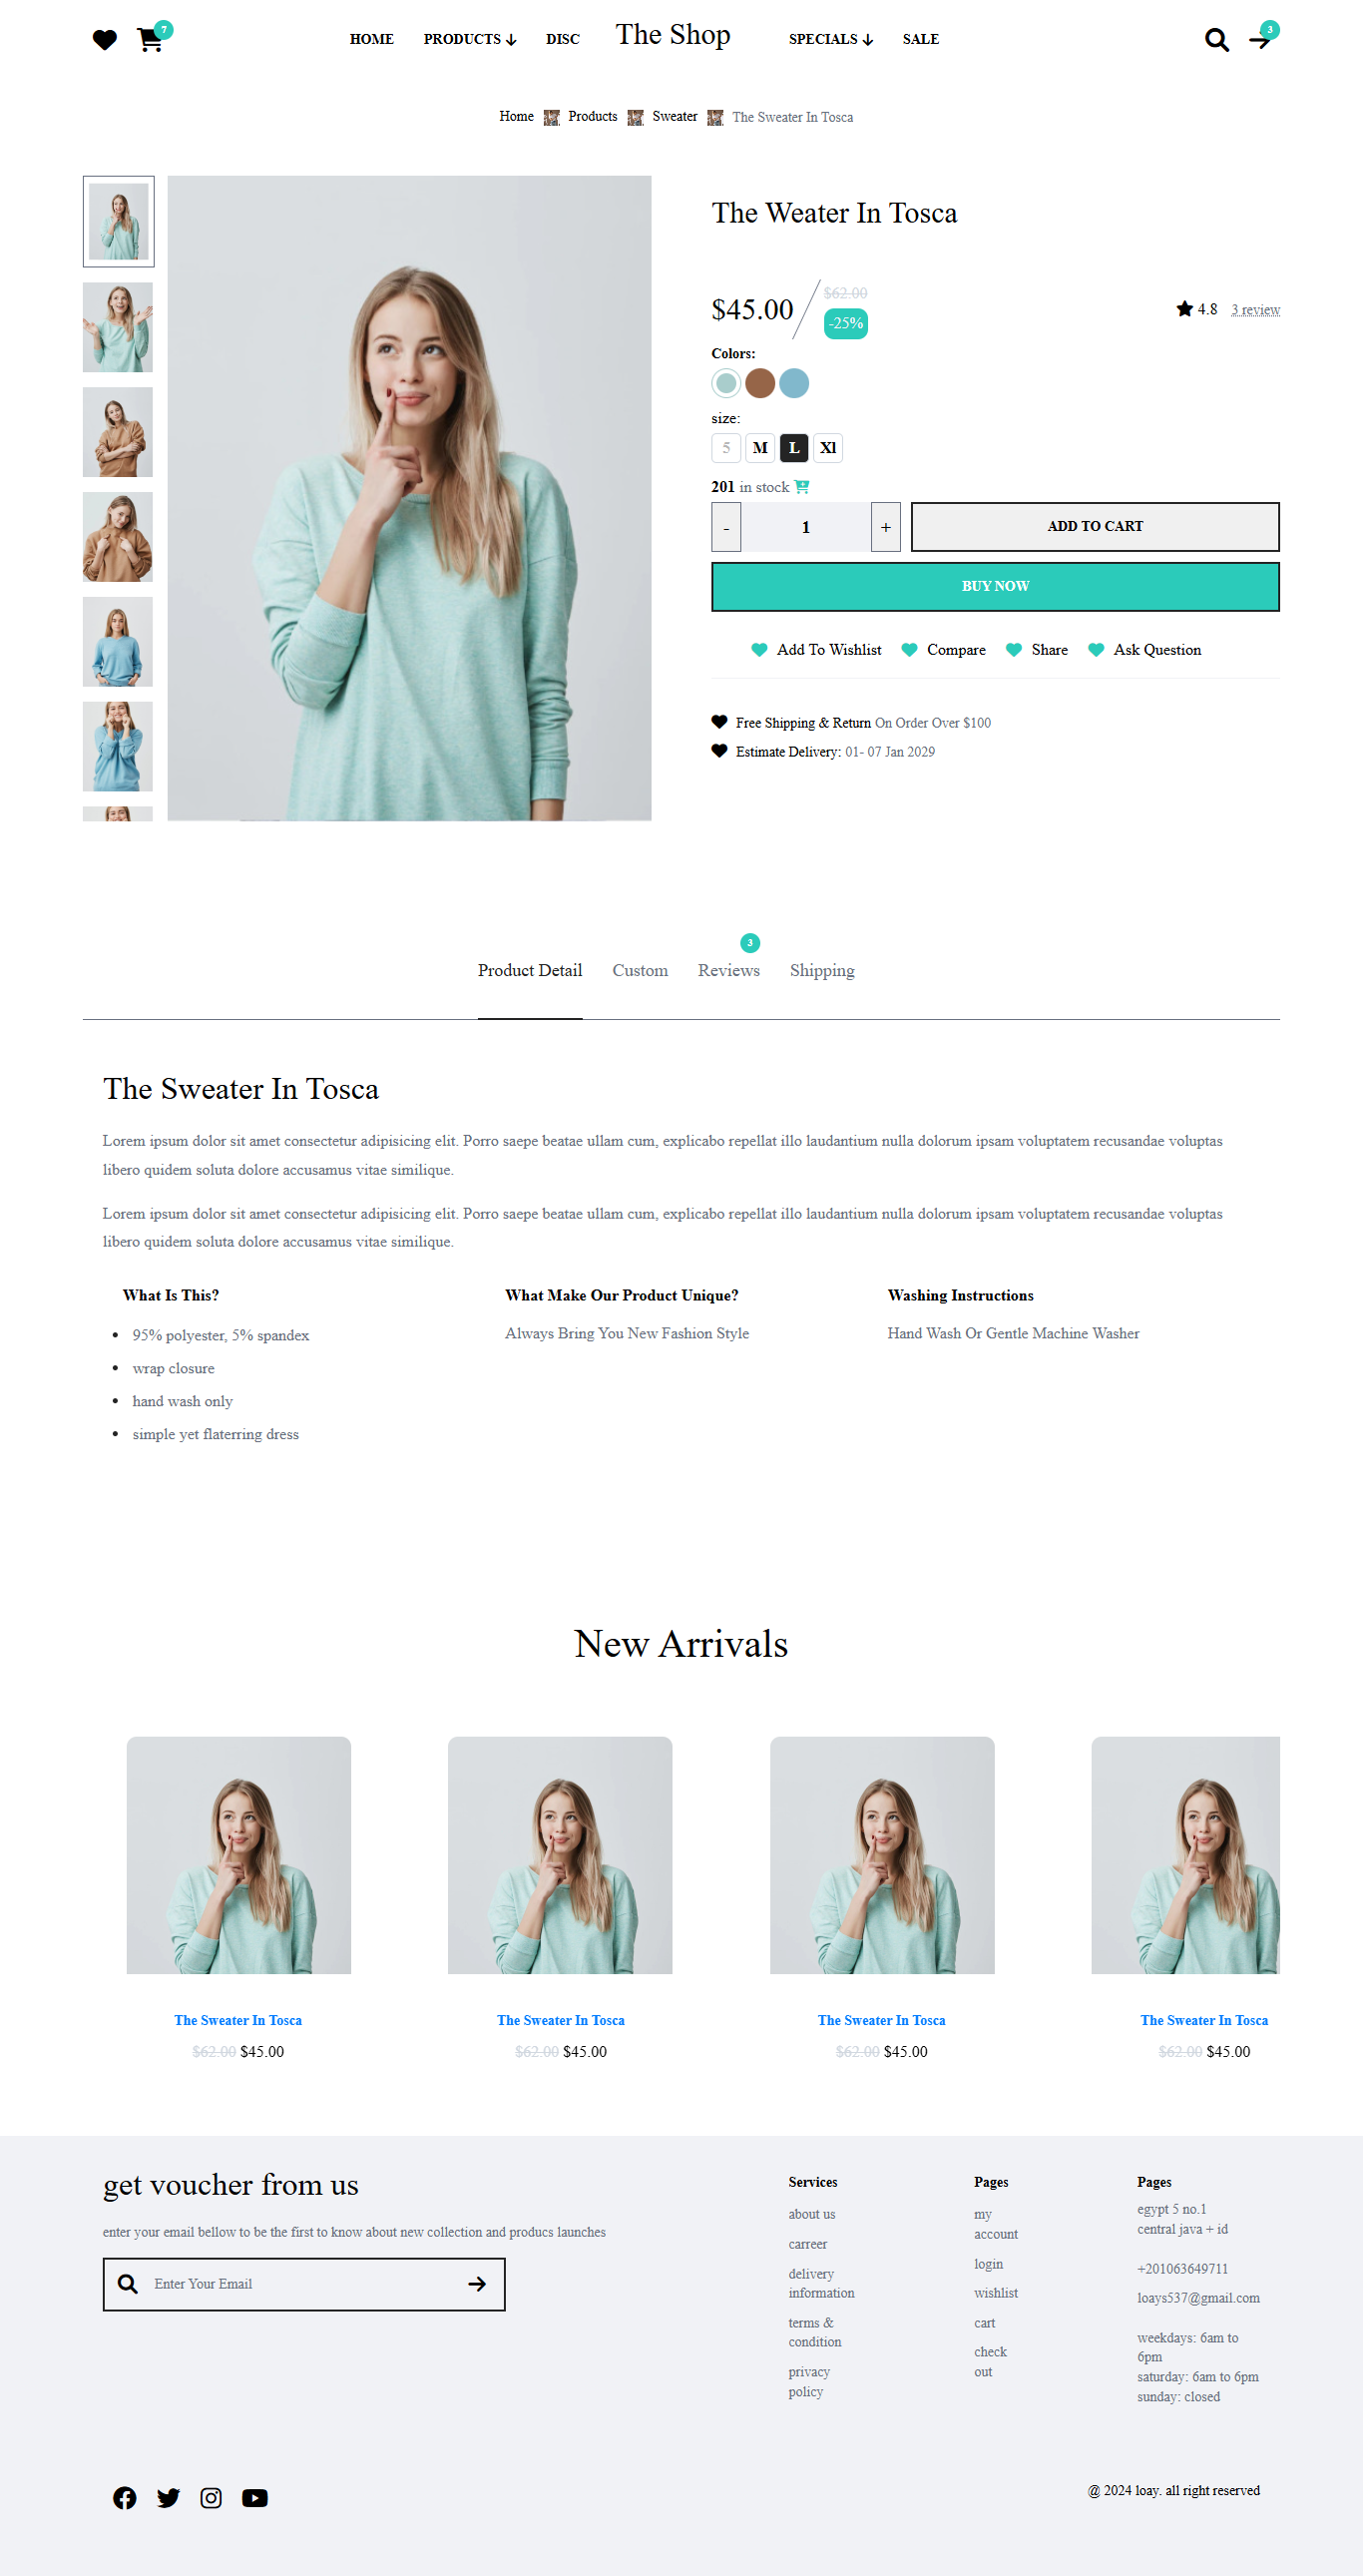 7
HOME PRODUCTS DISC The Shop SPECIALS SALE
3
Home Products Sweater The Sweater In Tosca
The Weater In Tosca
$45.00 $62.00
-25%
4.8 3 review
Colors:
size:
5 M L Xl
201 in stock
- 1 + ADD TO CART
BUY NOW
Add To Wishlist Compare Share Ask Question
Free Shipping & Return On Order Over $100
Estimate Delivery: 01- 07 Jan 2029
3
Product Detail Custom Reviews Shipping
The Sweater In Tosca
Lorem ipsum dolor sit amet consectetur adipisicing elit. Porro saepe beatae ullam cum, explicabo repellat illo laudantium nulla dolorum ipsam voluptatem recusandae voluptas
libero quidem soluta dolore accusamus vitae similique.
Lorem ipsum dolor sit amet consectetur adipisicing elit. Porro saepe beatae ullam cum, explicabo repellat illo laudantium nulla dolorum ipsam voluptatem recusandae voluptas
libero quidem soluta dolore accusamus vitae similique.
What Is This?
95% polyester, 5% spandex
wrap closure
hand wash only
simple yet flaterring dress
What Make Our Product Unique?
Always Bring You New Fashion Style
Washing Instructions
Hand Wash Or Gentle Machine Washer
New Arrivals
The Sweater In Tosca
$62.00 $45.00
The Sweater In Tosca
$62.00 $45.00
The Sweater In Tosca
$62.00 $45.00
The Sweater In Tosca
$62.00 $45.00
get voucher from us
enter your email bellow to be the first to know about new collection and producs launches
Enter Your Email
Services
about us
carreer
delivery
information
terms &
condition
privacy
policy
Pages
my
account
login
wishlist
cart
check
out
Pages
egypt 5 no.1
central java + id
+201063649711
loays537@gmail.com
weekdays: 6am to
6pm
saturday: 6am to 6pm
sunday: closed
@ 2024 loay. all right reserved